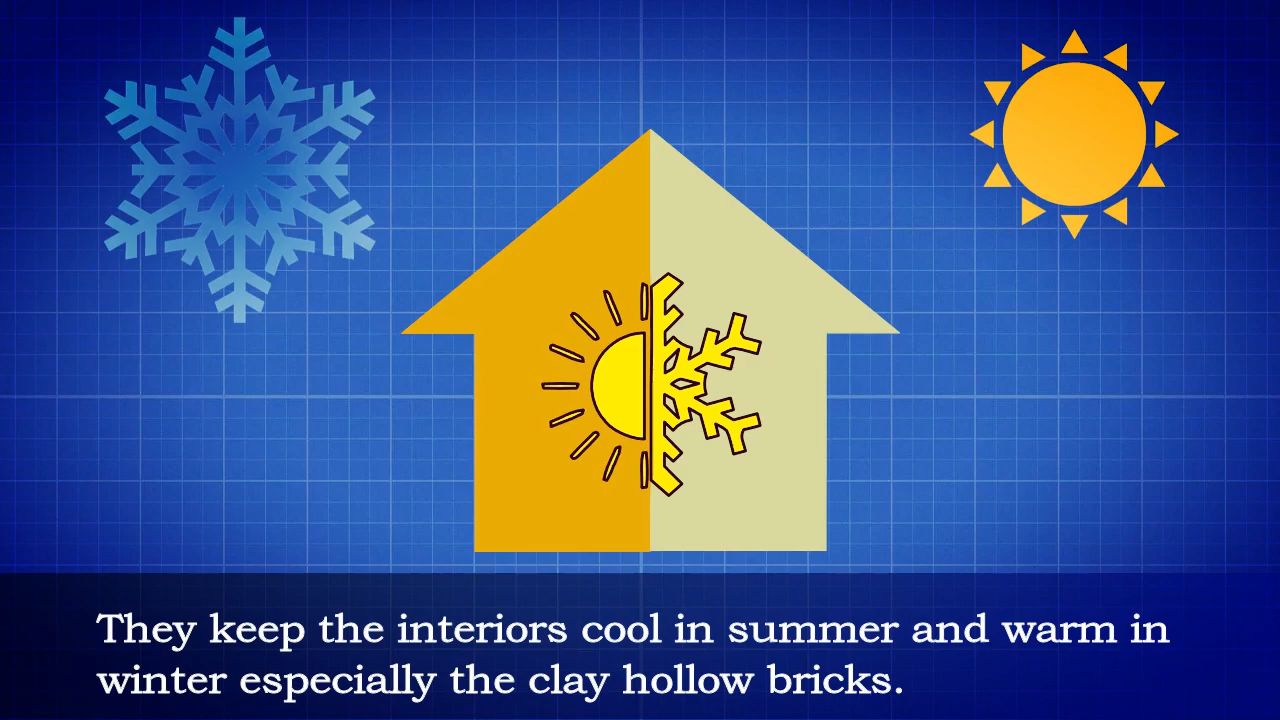 They keep the interiors cool in summer and warm in
winter especially the clay hollow bricks.